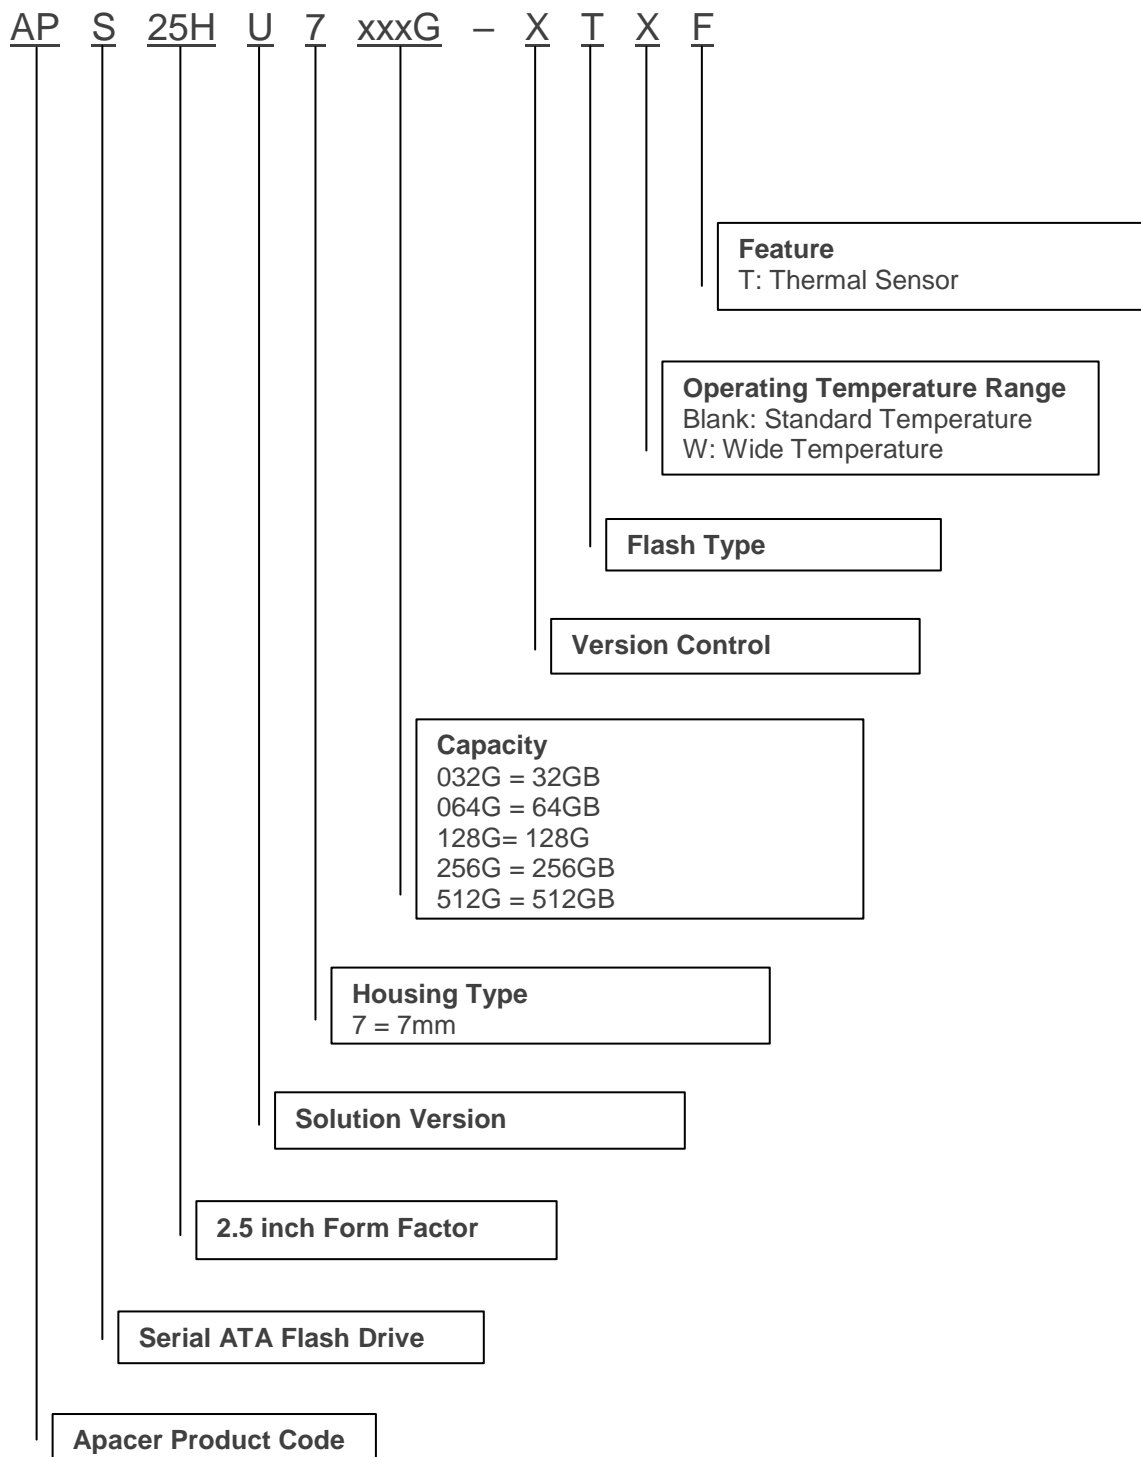 AP S 25H U 7 xxxG – X T X F
Feature
T: Thermal Sensor
Operating Temperature Range
Blank: Standard Temperature
W: Wide Temperature
Flash Type
Version Control
Capacity
032G = 32GB
064G = 64GB
128G= 128G
256G = 256GB
512G = 512GB
Housing Type
7 = 7mm
Solution Version
2.5 inch Form Factor
Serial ATA Flash Drive
Apacer Product Code